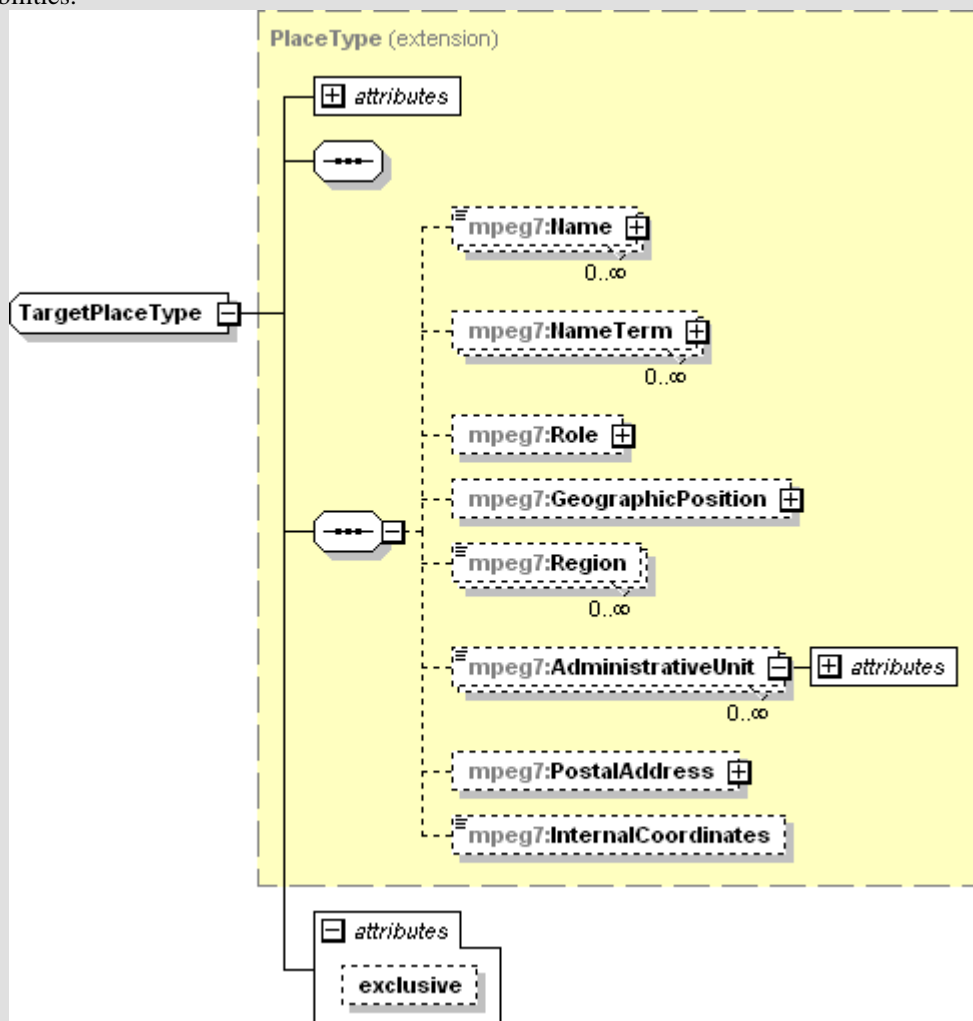 bilities.
PlaceType (extension)
attributes
mpeg7:Name
0..∞
TargetPlaceType
mpeg7:NameTerm
0..∞
mpeg7:Role
mpeg7:GeographicPosition
mpeg7:Region
0..∞
mpeg7:AdministrativeUnit
attributes
0..∞
mpeg7:PostalAddress
mpeg7:InternalCoordinates
attributes
exclusive